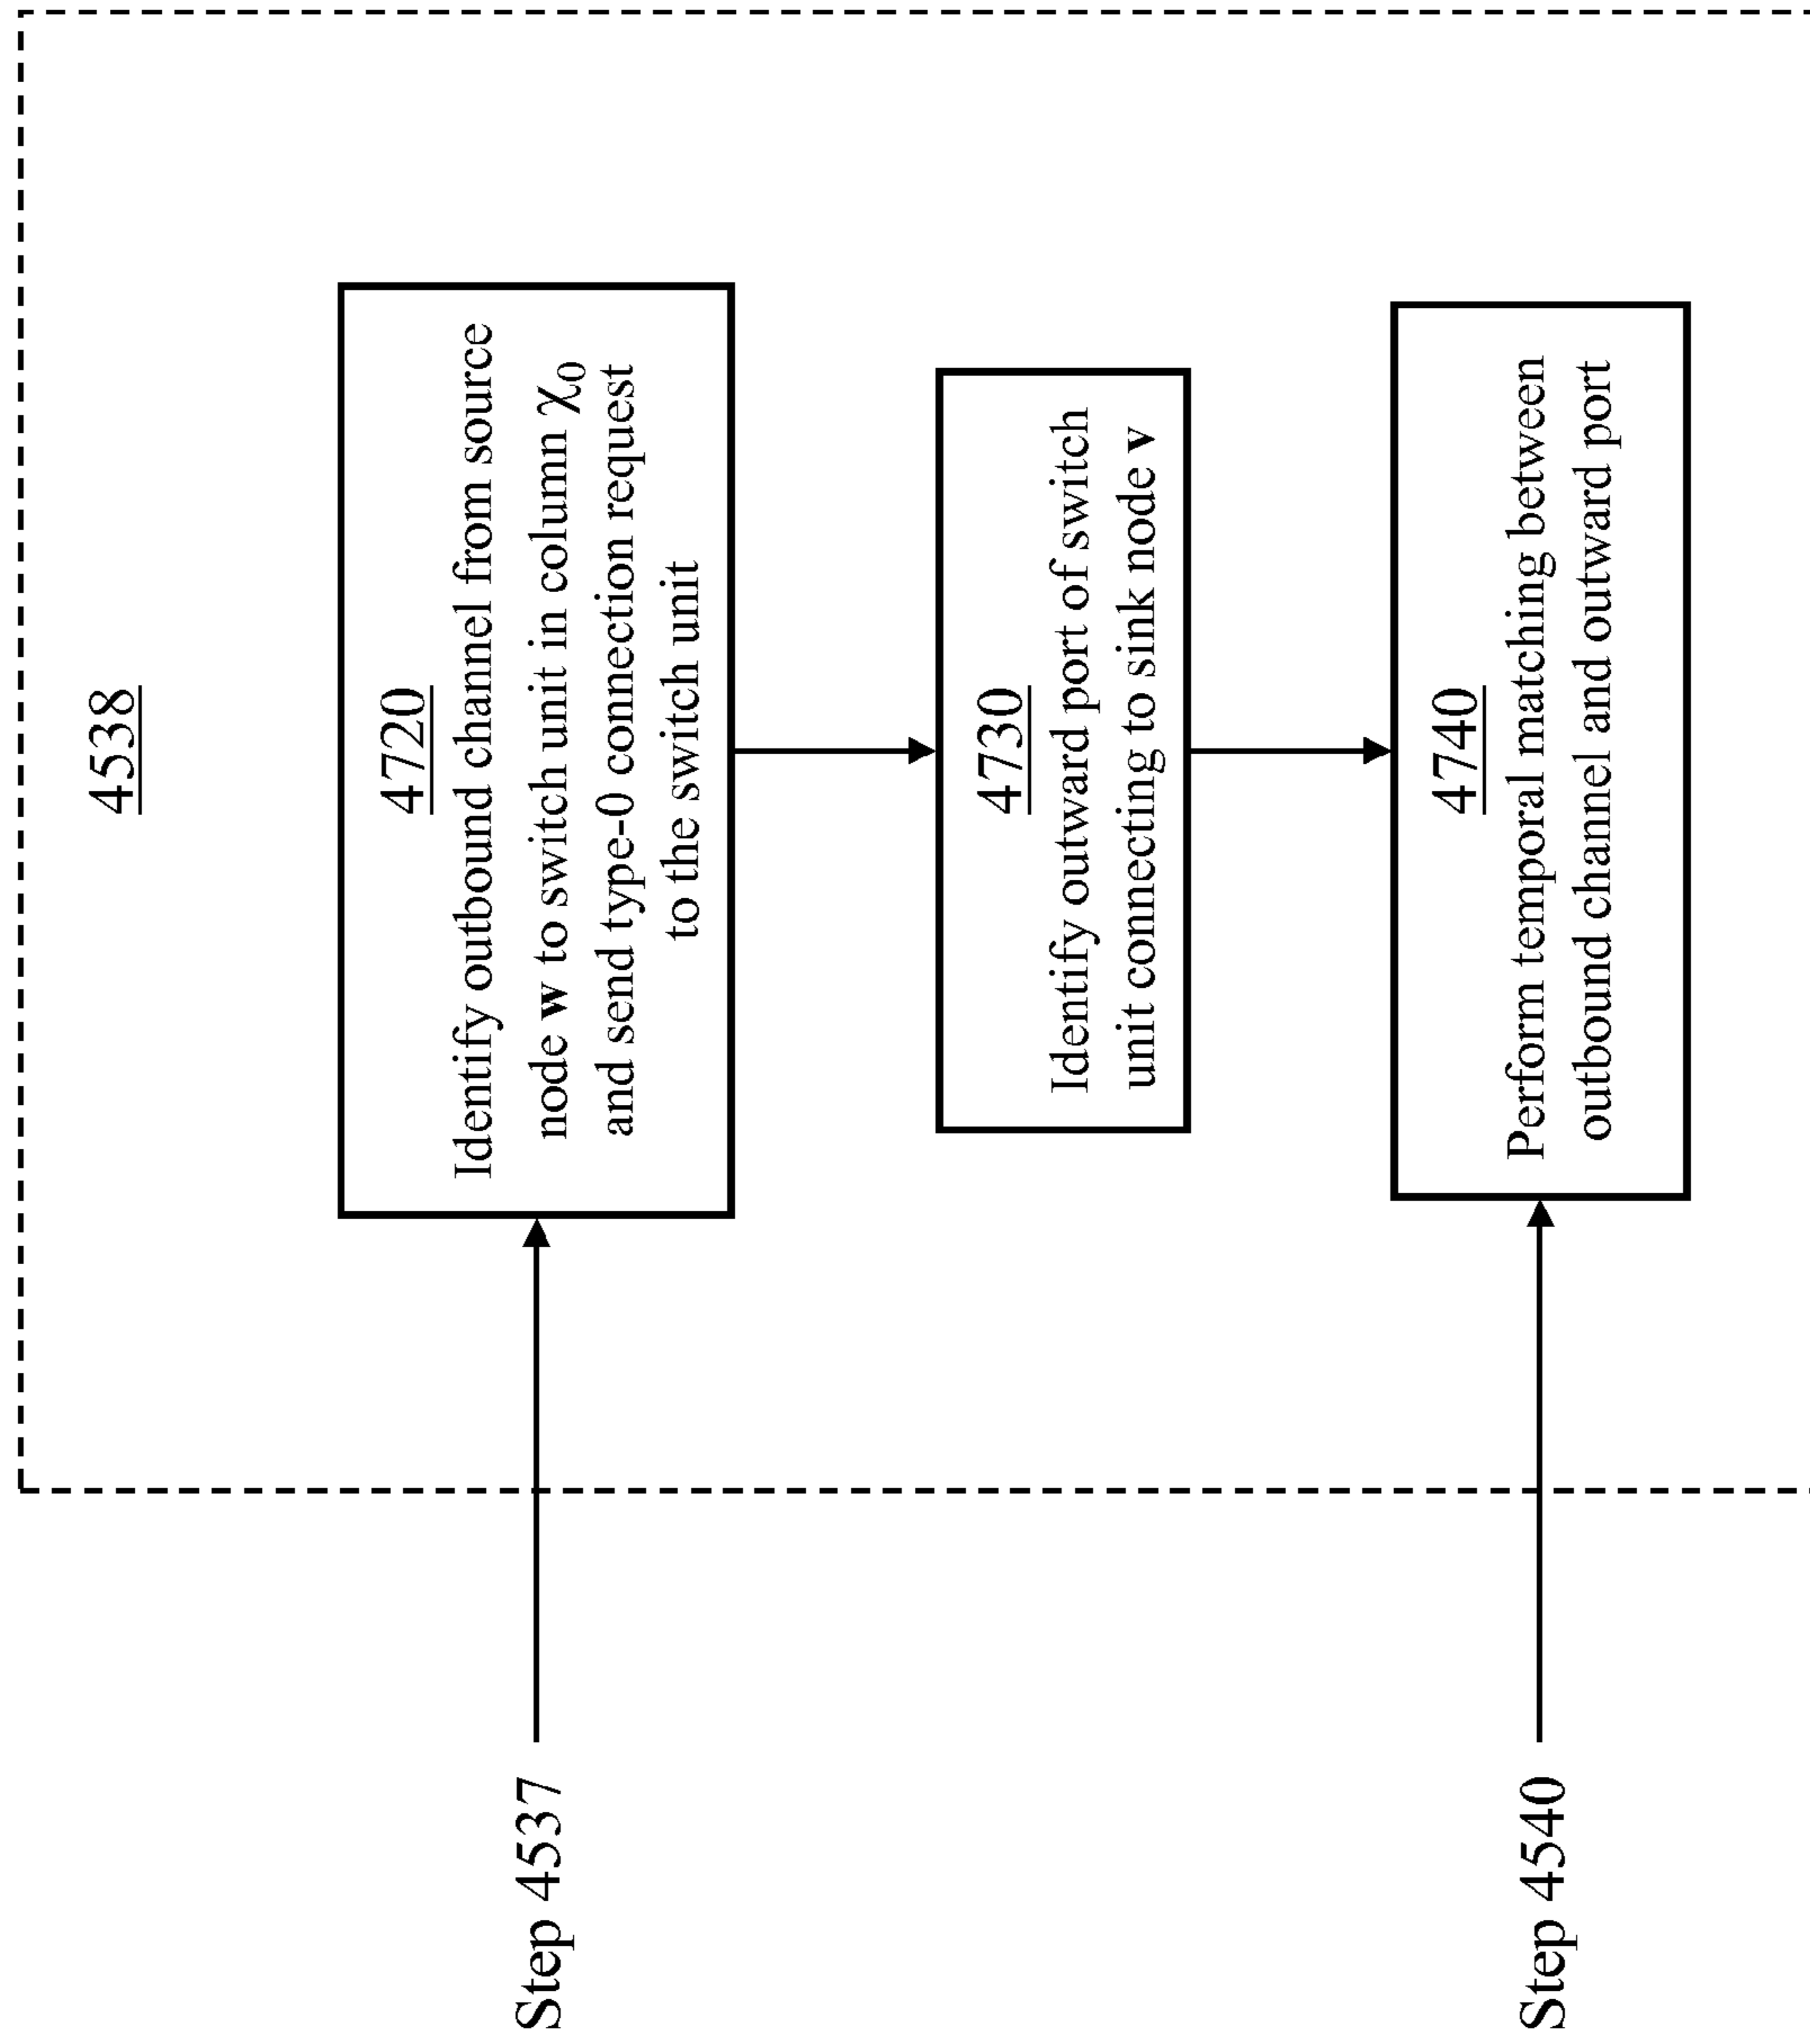 4538
4720
Identify outbound channel from source
node w to switch unit in column χ0
and send type-0 connection request
to the switch unit
4730
Identify outward port of switch
unit connecting to sink node v
4740
Perform temporal matching between
outbound channel and outward port
Step 4537
Step 4540